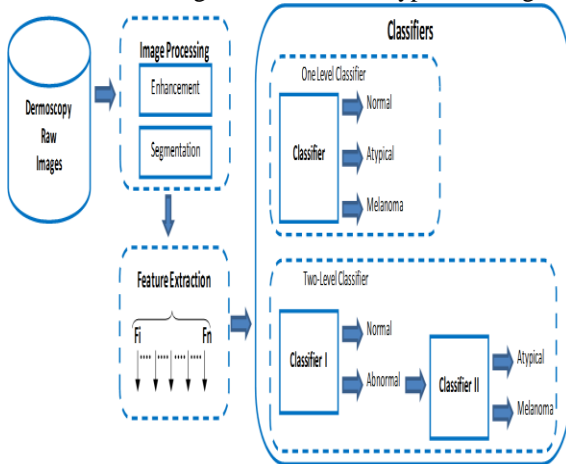 Classifiers
Image Processing
Enhancement
Segmentation
Dermoscopy
Raw
Images
One Level Classifier
Classifier
Normal
Atypical
Melanoma
Feature Extraction
Fi
Fn
.... .... .... ....
Two-Level Classifier
Classifier I
Normal
Abnormal
Classifier II
Atypical
Melanoma